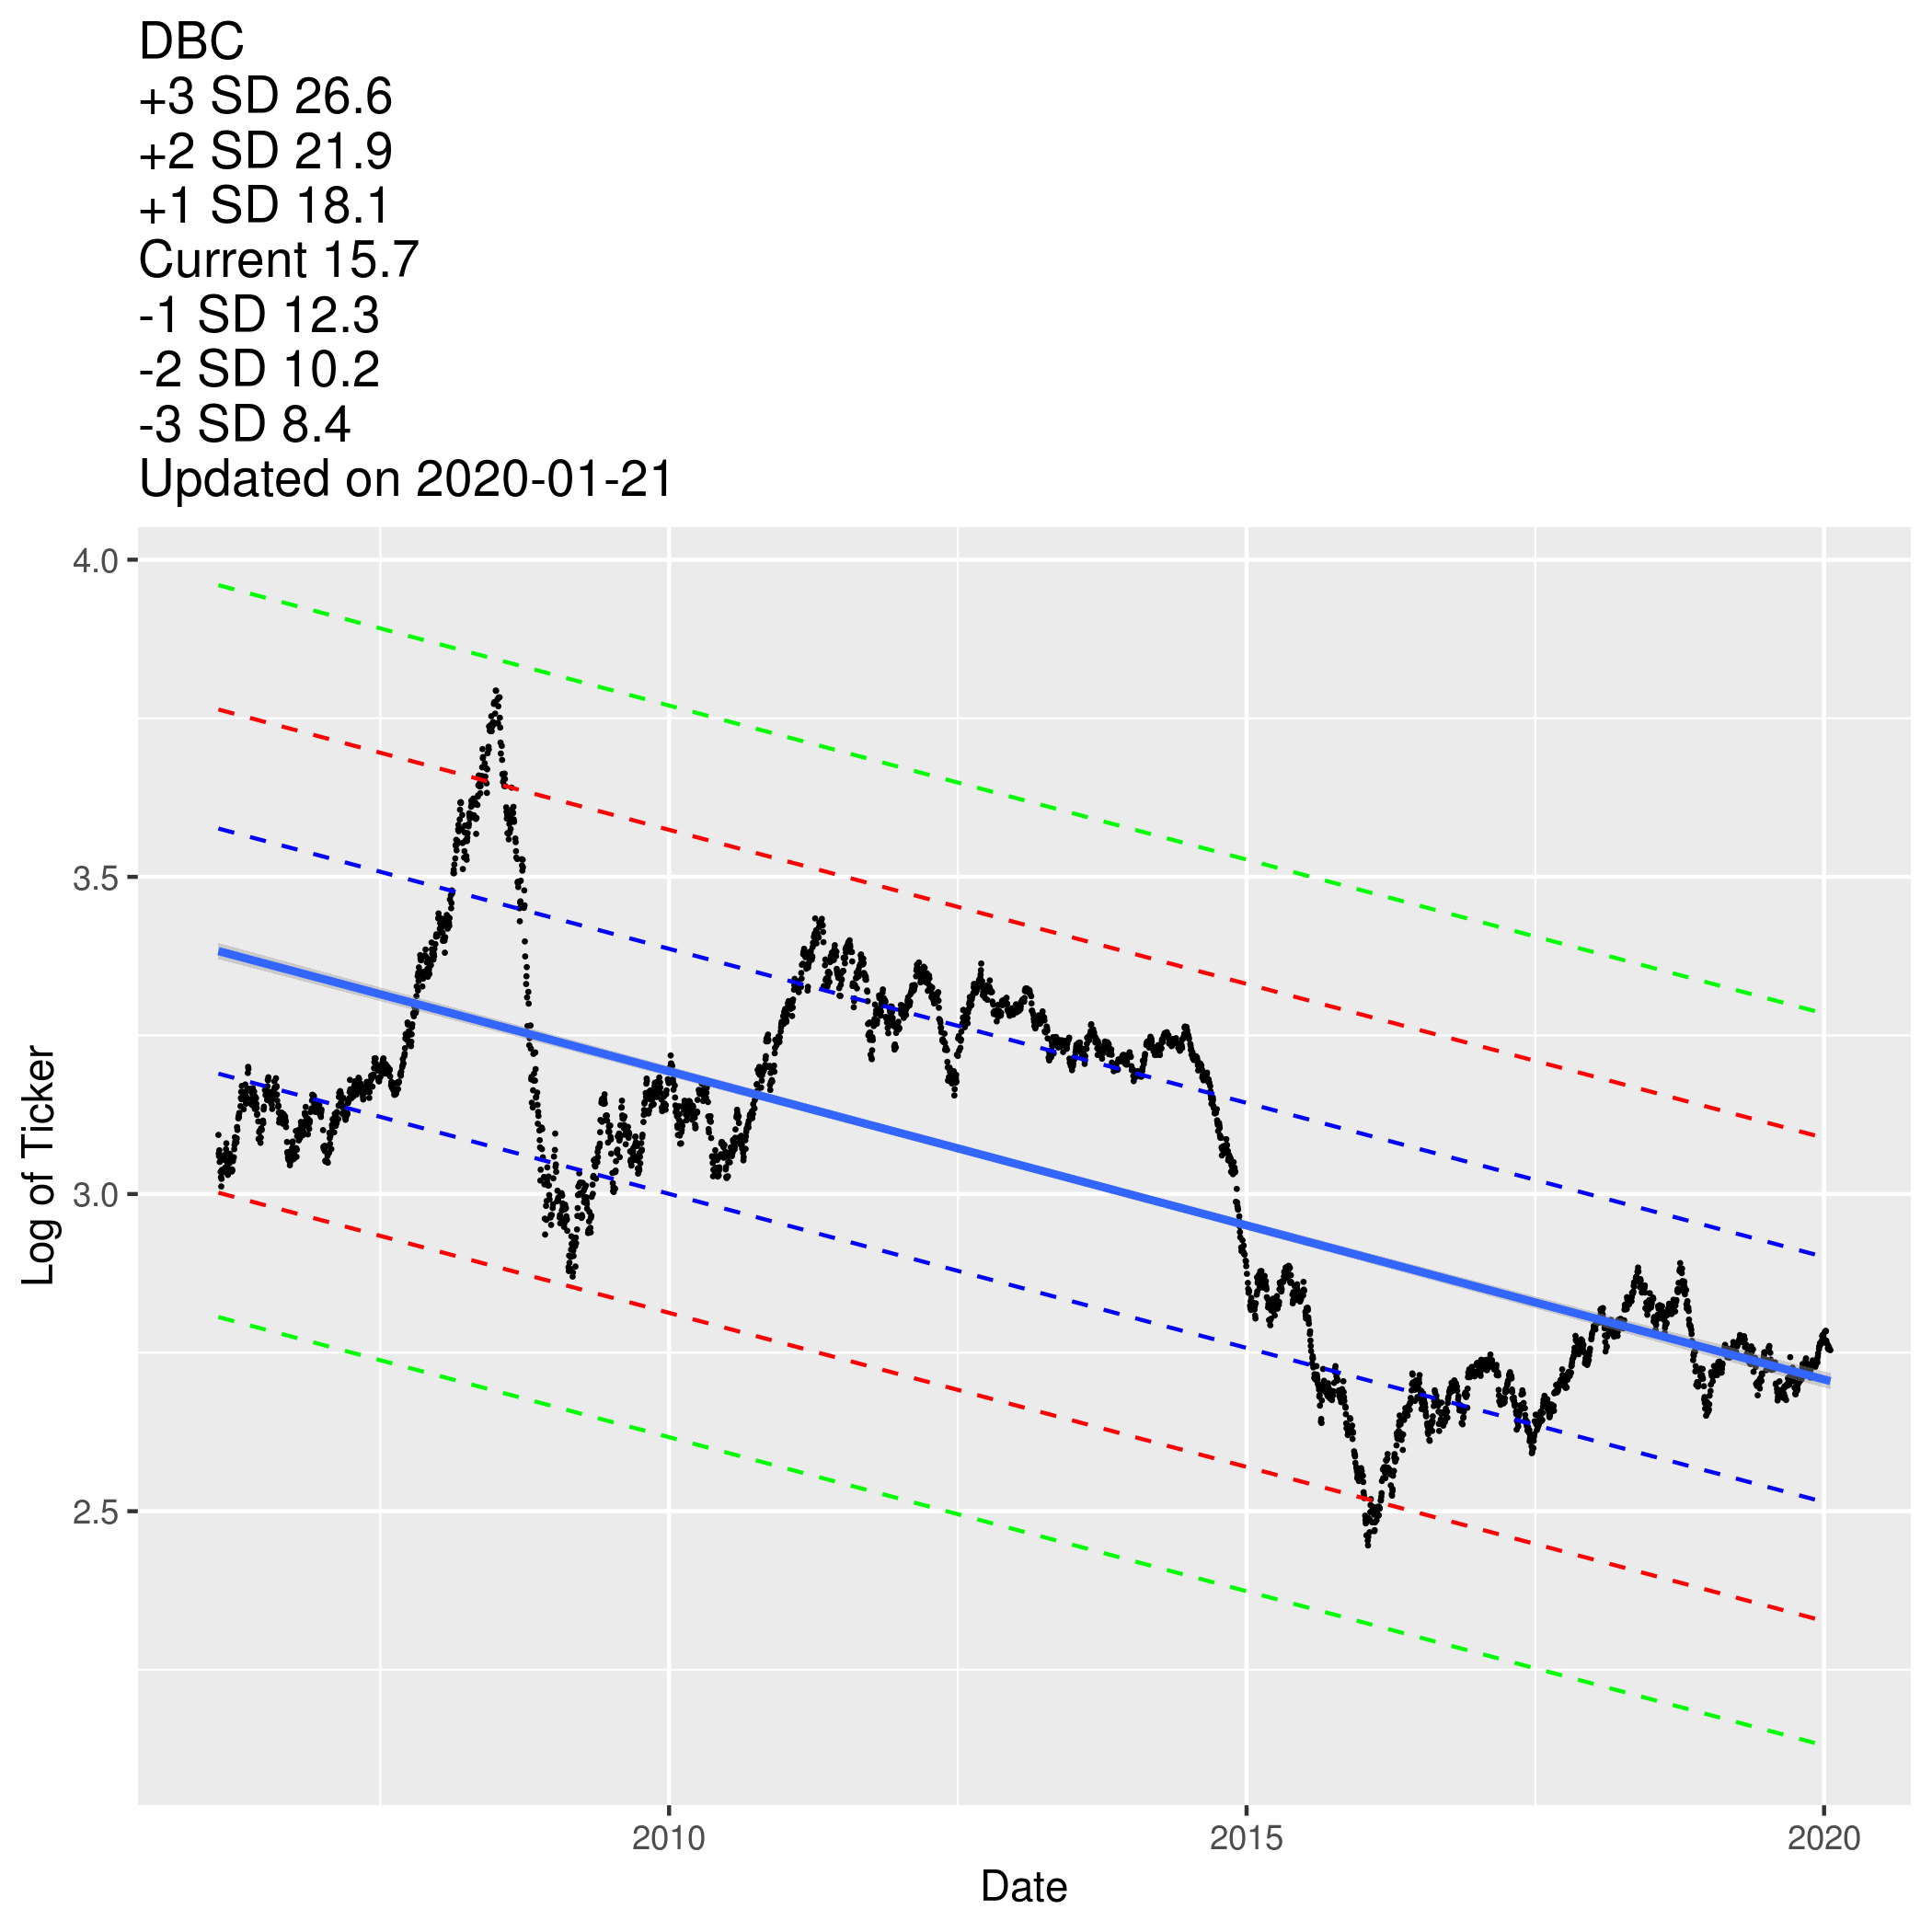 DBC
+3 SD 26.6
+2 SD 21.9
+1 SD 18.1
Current 15.7
-1 SD 12.3
-2 SD 10.2
-3 SD 8.4
Updated on 2020-01-21
4.0
3.5
3.0
2.5
Log of Ticker
2010 2015 2020
Date